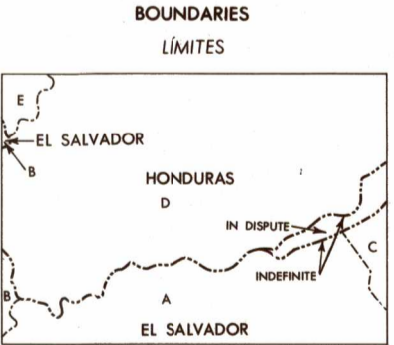 BOUNDARIES
LÍMITES
E
EL SALVADOR
B
HONDURAS
D
IN DISPUTE
C
INDEFINITE
B
A
EL SALVADOR